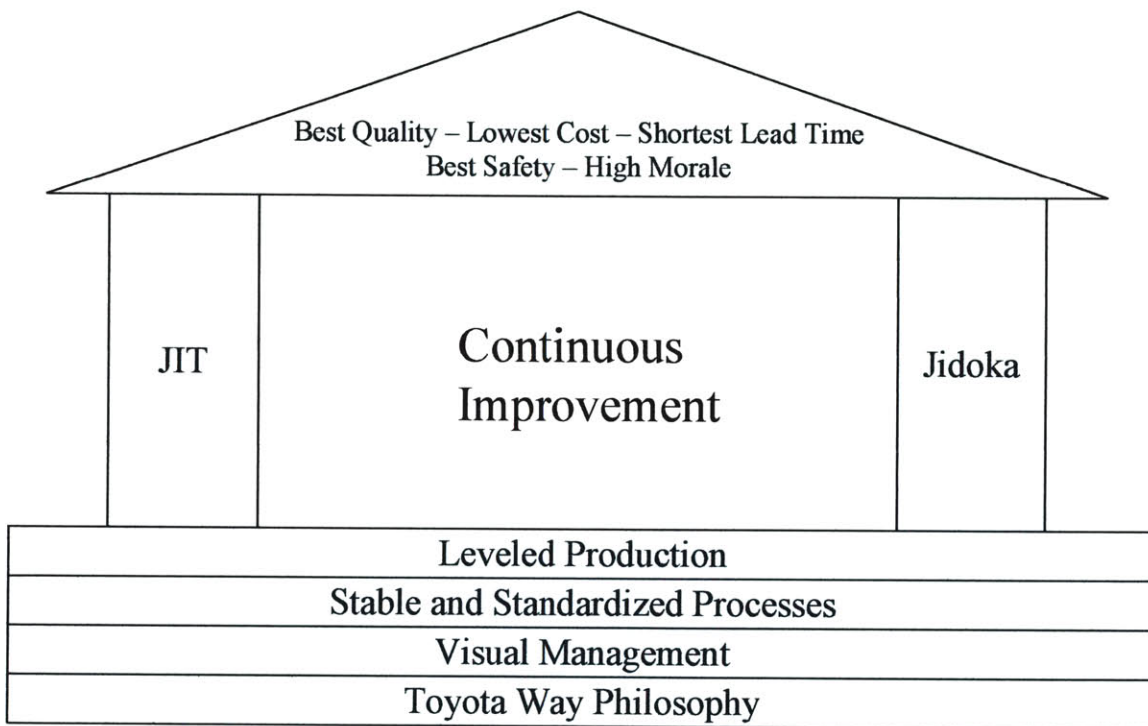 Best Quality – Lowest Cost – Shortest Lead Time
Best Safety – High Morale
JIT
Continuous
Improvement
Jidoka
Leveled Production
Stable and Standardized Processes
Visual Management
Toyota Way Philosophy